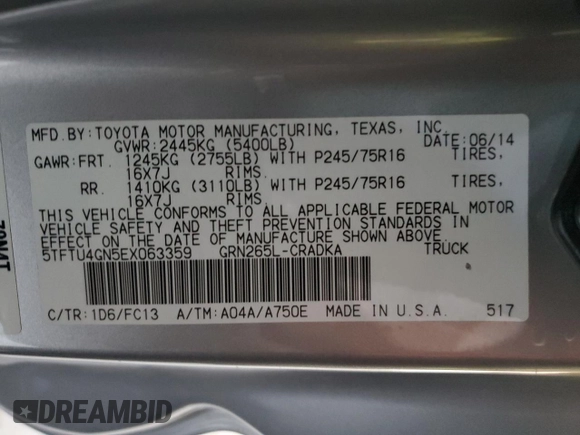 MFD.BY:TOYOTA MOTOR MANUFACTURING, TEXAS, INC.
GVWR:2445KG (5400LB) DATE:06/14
GAWR:FRT. 1245KG (2755LB) WITH P245/75R16 TIRES,
16X7J RIMS.
RR. 1410KG (3110LB) WITH P245/75R16 TIRES,
16X7J RIMS.
THIS VEHICLE CONFORMS TO ALL APPLICABLE FEDERAL MOTOR
VEHICLE SAFETY AND THEFT PREVENTION STANDARDS IN
EFFECT ON THE DATE OF MANUFACTURE SHOWN ABOVE.
5TFTU4GN5EX063359 GRN265L-CRADKA TRUCK
C/TR:1D6/FC13 A/TM:A04A/A750E MADE IN U.S.A. 517
DREAMBID